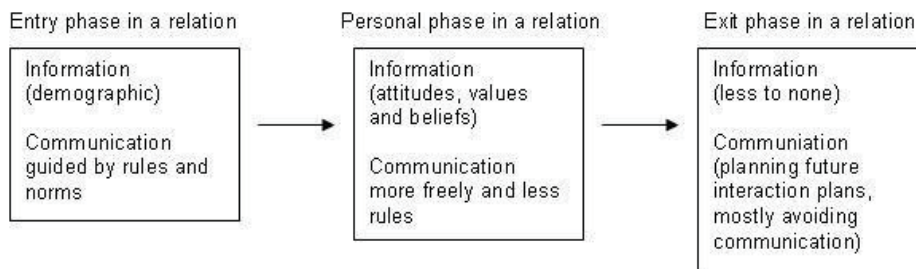 Entry phase in a relation
Information
(demographic)
Communication
guided by rules and
norms
Personal phase in a relation
Information
(attitudes, values
and beliefs)
Communication
more freely and less
rules
Exit phase in a relation
Information
(less to none)
Communiation
(planning future
interaction plans,
mostly avoiding
communication)